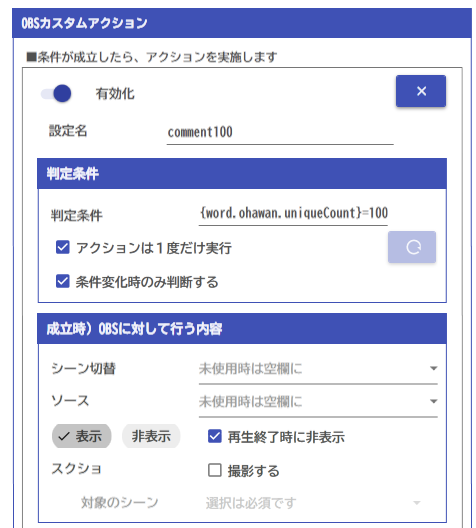 OBSカスタムアクション
■条件が成立したら、アクションを実施します
有効化
×
設定名 comment100
判定条件
判定条件 {word.ohawan.uniqueCount}=100
アクションは1度だけ実行
条件変化時のみ判断する
成立時) OBSに対して行う内容
シーン切替 未使用時は空欄に
ソース 未使用時は空欄に
表示 非表示 再生終了時に非表示
スクショ 撮影する
対象のシーン 選択は必須です